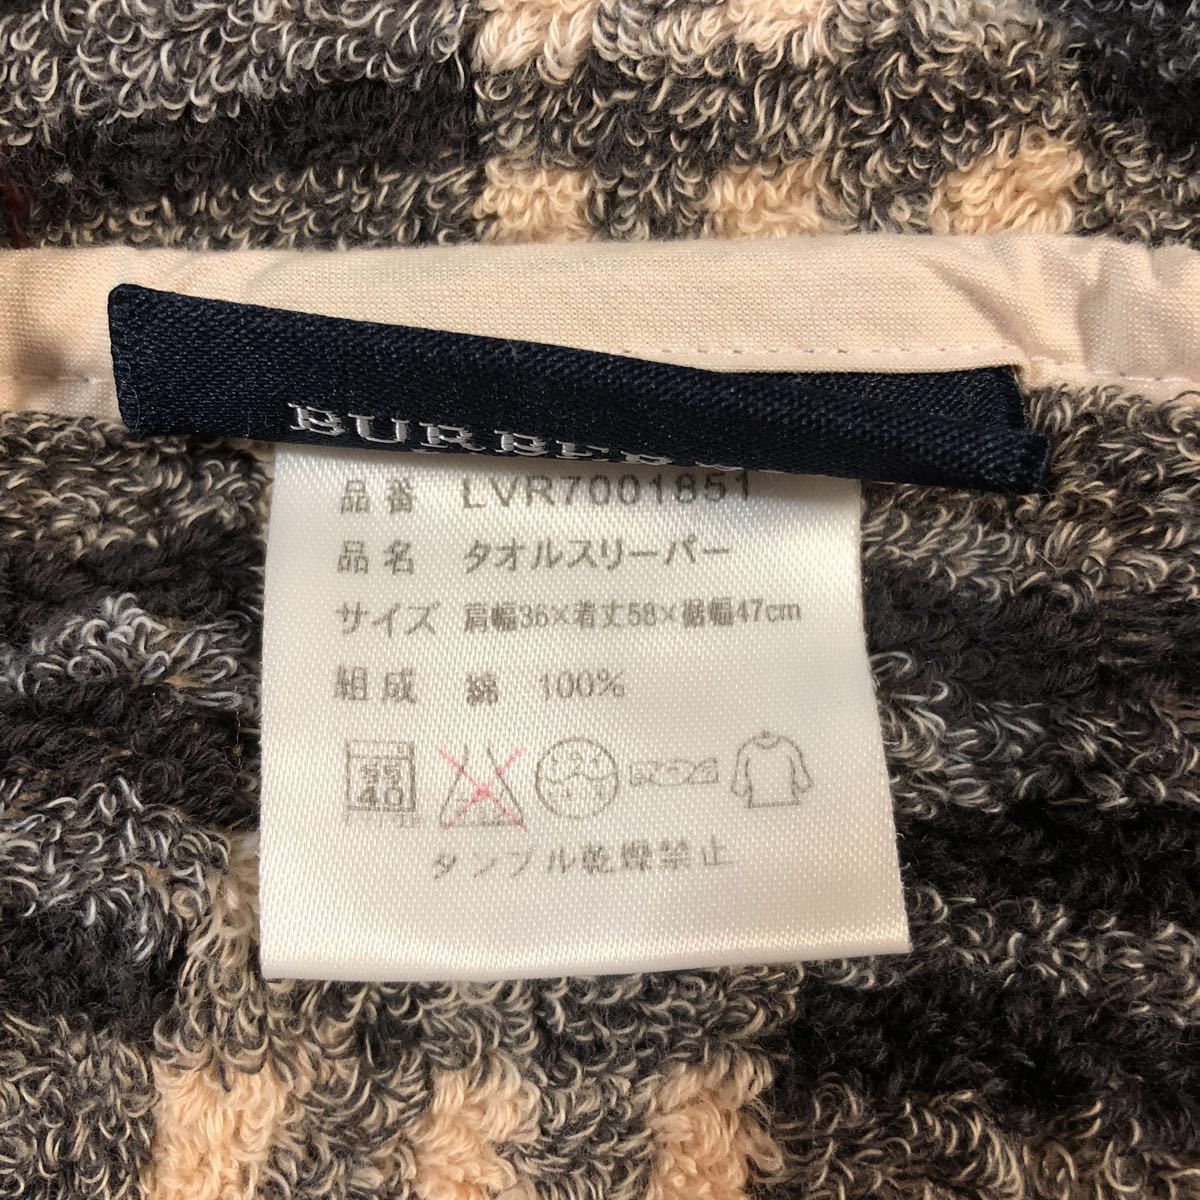 品番 LVR7001851
品名 タオルスリーパー
サイズ 肩幅36×着丈58×裾幅47cm
組成 綿 100%
40
タンブル乾燥禁止